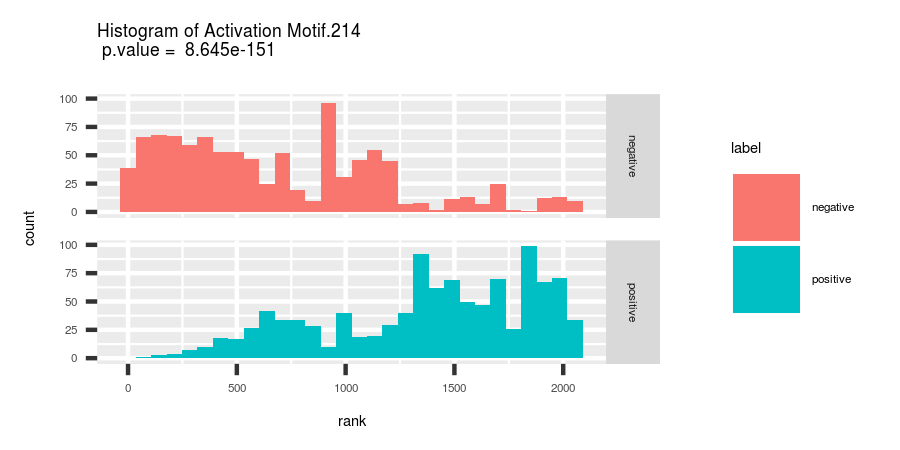 Histogram of Activation Motif.214
p.value = 8.645e-151
100
75
50
25
0
negative
100
75
50
25
0
positive
0
500
1000
1500
2000
count
rank
label
negative
positive